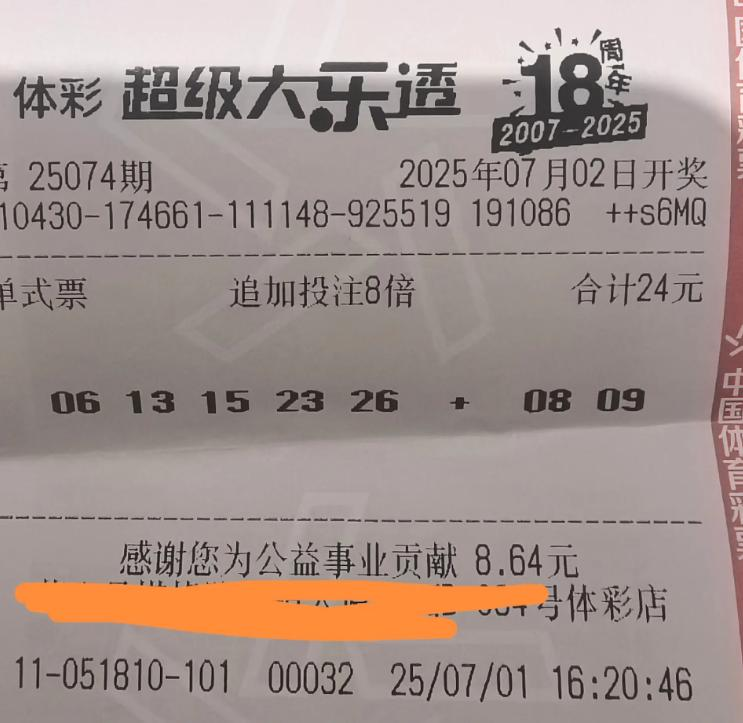 体彩 超级大乐透 18周年
2007-2025
第 25074期 2025年07月02日开奖
10430-174661-111148-925519 191086 ++s6MQ
单式票 追加投注8倍 合计24元
06 13 15 23 26 + 08 09
感谢您为公益事业贡献 8.64元
号体彩店
11-051810-101 00032 25/07/01 16:20:46
中国体育彩票
国体育彩票